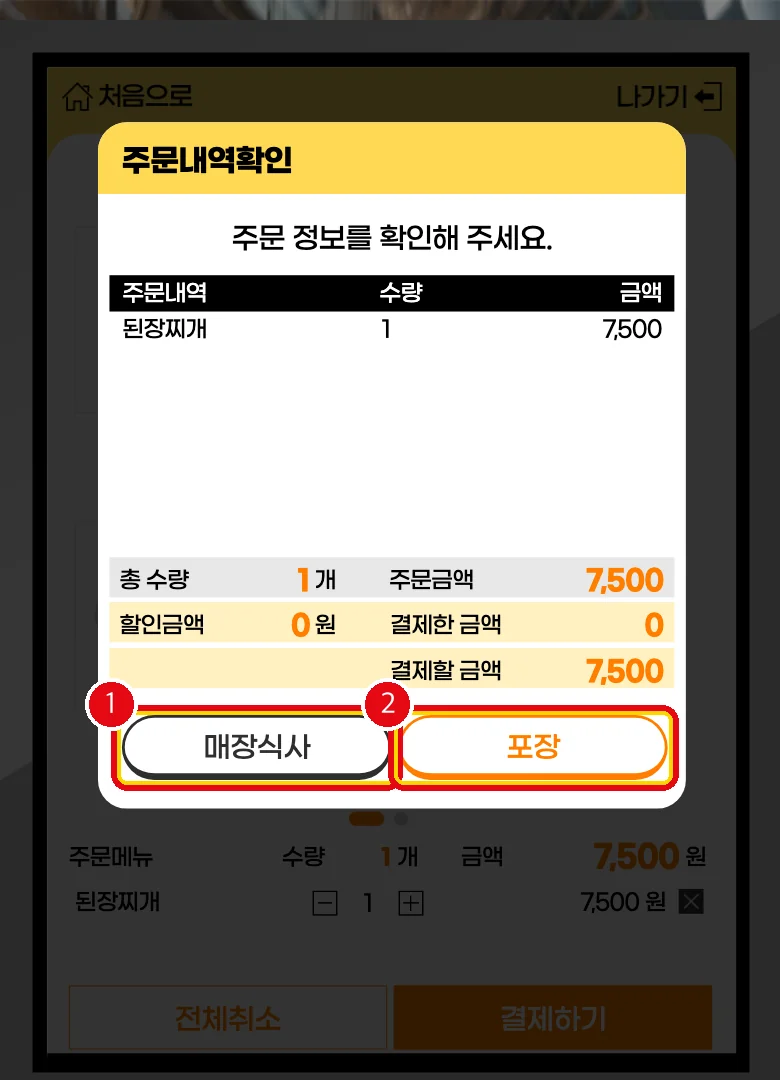 처음으로 나가기
주문내역확인
주문 정보를 확인해 주세요.
주문내역 수량 금액
된장찌개 1 7,500
총 수량 1 개 주문금액 7,500
할인금액 0 원 결제한 금액 0
결제할 금액 7,500
1 2
매장식사 포장
주문메뉴 수량 1 개 금액 7,500 원
된장찌개 1 7,500 원
전체취소 결제하기